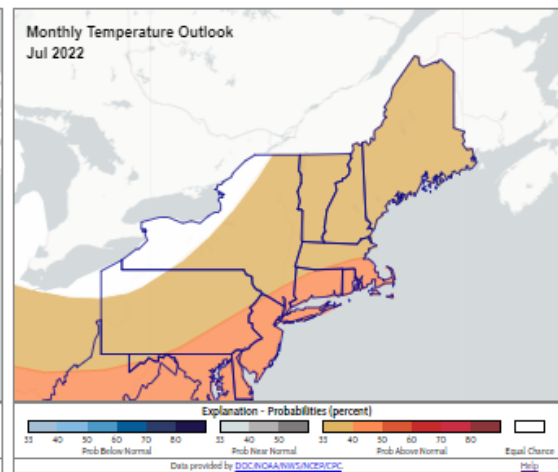 Monthly Temperature Outlook
Jul 2022
Explanation - Probabilities (percent)
33 40 50 60 70 80 33 40 50 80 33 40 50 60 70 80
Prob Below Normal Prob Near Normal Prob Above Normal Equal Chance
Data provided by DOC/NOAA/NWS/NCEP/CPC Help